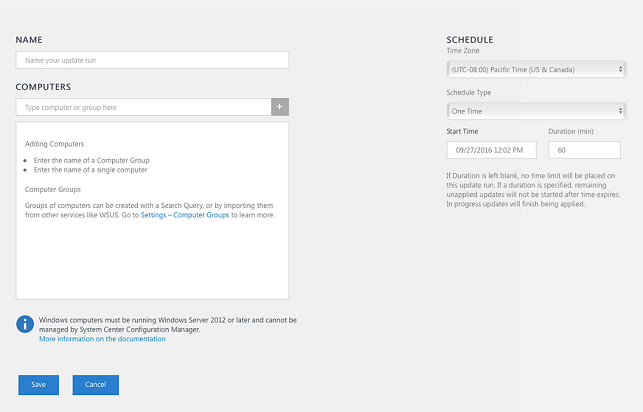 NAME
Name your update run
COMPUTERS
Type computer or group here
+
Adding Computers
• Enter the name of a Computer Group
• Enter the name of a single computer
Computer Groups
Groups of computers can be created with a Search Query, or by importing them
from other services like WSUS. Go to Settings – Computer Groups to learn more.
Windows computers must be running Windows Server 2012 or later and cannot be
managed by System Center Configuration Manager.
More information on the documentation
Save
Cancel
SCHEDULE
Time Zone
(UTC-08:00) Pacific Time (US & Canada)
Schedule Type
One Time
Start Time
Duration (min)
09/27/2016 12:02 PM
60
If Duration is left blank, no time limit will be placed on
this update run. If a duration is specified, remaining
unapplied updates will not be started after time expires.
In progress updates will finish being applied.